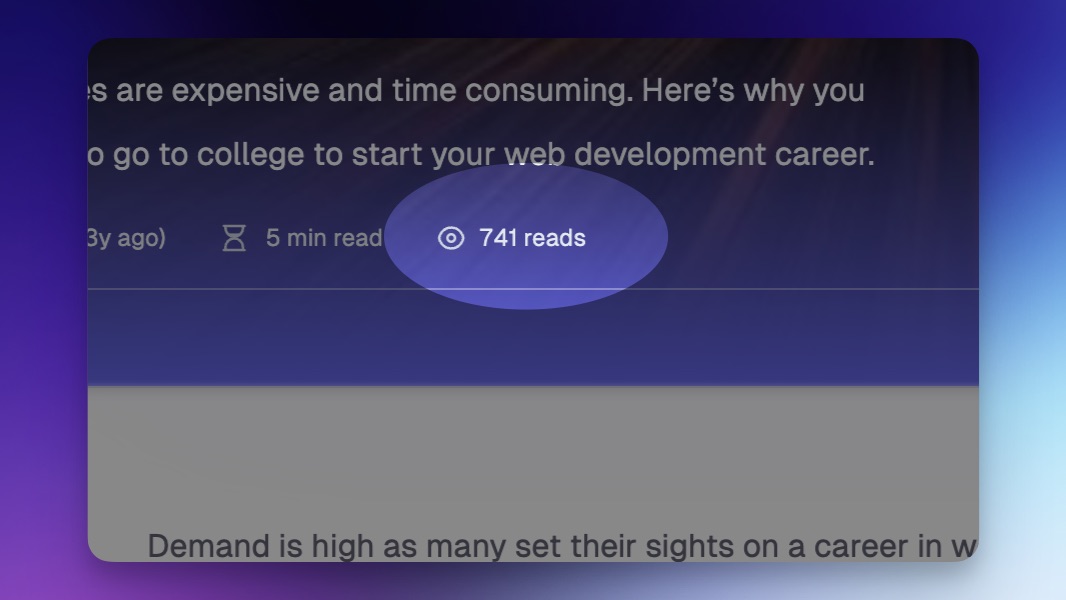 are expensive and time consuming. Here’s why you
go to college to start your web development career.
3y ago) 5 min read 741 reads
Demand is high as many set their sights on a career in